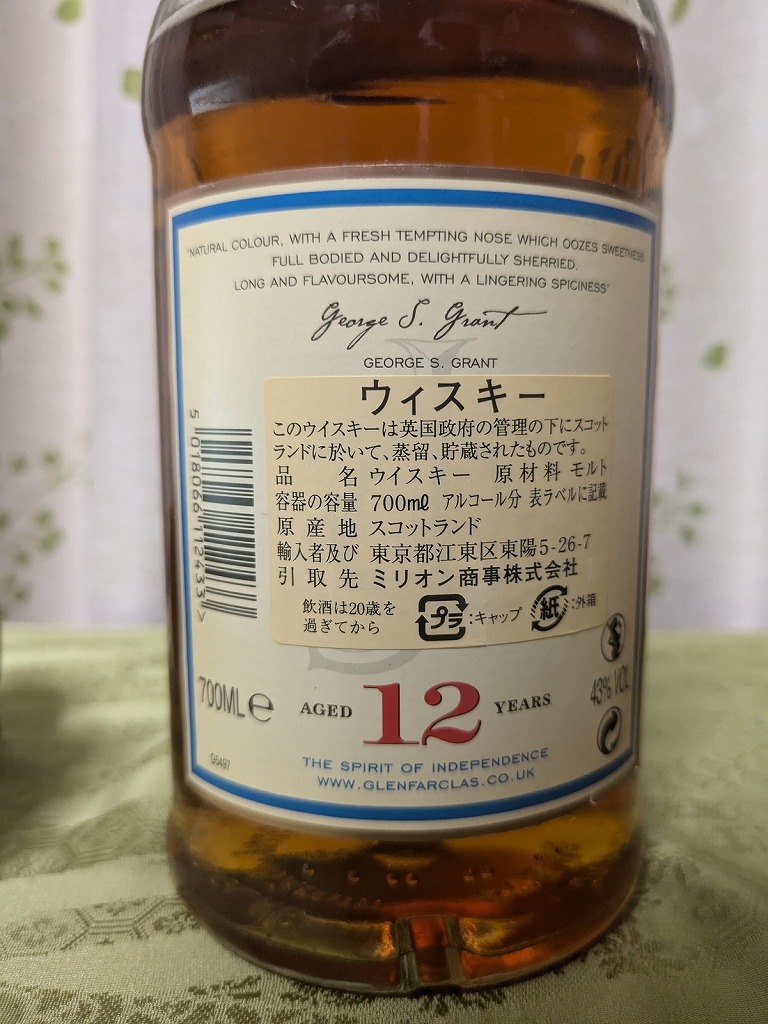 "NATURAL COLOUR, WITH A FRESH TEMPTING NOSE WHICH OOZES SWEETNESS.
FULL BODIED AND DELIGHTFULLY SHERRIED.
LONG AND FLAVOURSOME, WITH A LINGERING SPICINESS"
George S. Grant
GEORGE S. GRANT
ウィスキー
このウイスキーは英国政府の管理の下にスコット
ランドに於いて、蒸留、貯蔵されたものです。
品 名 ウイスキー 原材料 モルト
容器の容量 700mℓ アルコール分 表ラベルに記載
原産地 スコットランド
輸入者及び 東京都江東区東陽5-26-7
引取先 ミリオン商事株式会社
飲酒は20歳を
過ぎてから
プラ:キャップ 紙:外箱
5 018066 112433 >
700ML e AGED 12 YEARS 43% VOL
G5497
THE SPIRIT OF INDEPENDENCE
WWW.GLENFARCLAS.CO.UK